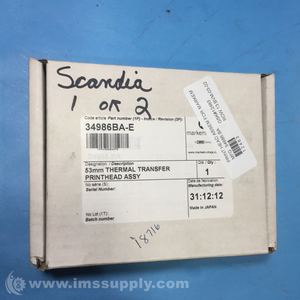 Scandia
1 OR 2
Code article Part number (1P) - Indice / Revision (2P):
34986BA-E
markem
Désignation / Description
53mm THERMAL TRANSFER
PRINTHEAD ASSY
Qté / Qty
1
No série (S):
Serial Number:
Date de fabrication
Manufacturing date:
31:12:12
No Lot (1T):
Batch number
Made in JAPAN
18716
© www.imssupply.com